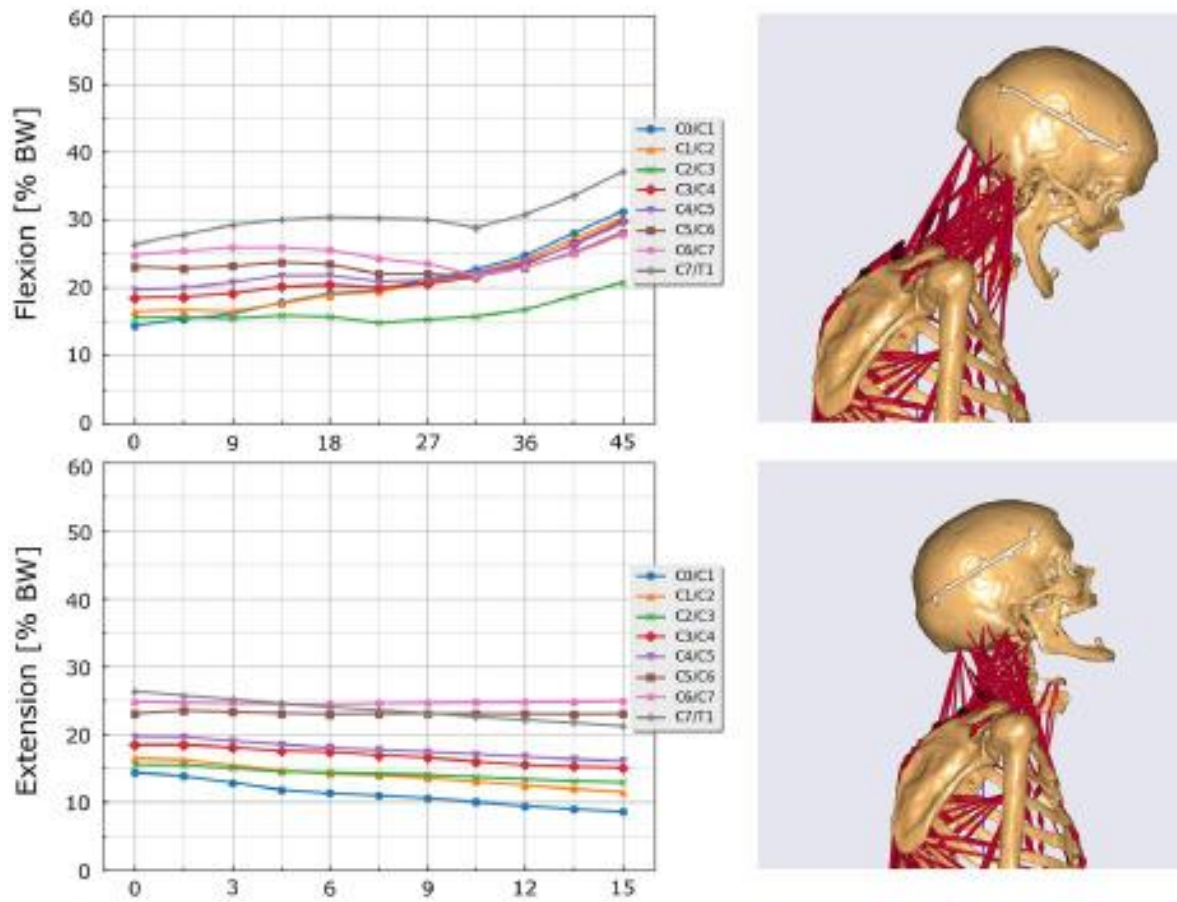 Flexion [% BW]
60
50
40
30
20
10
0
0 9 18 27 36 45
C0/C1
C1/C2
C2/C3
C3/C4
C4/C5
C5/C6
C6/C7
C7/T1
Extension [% BW]
60
50
40
30
20
10
0
0 3 6 9 12 15
C0/C1
C1/C2
C2/C3
C3/C4
C4/C5
C5/C6
C6/C7
C7/T1